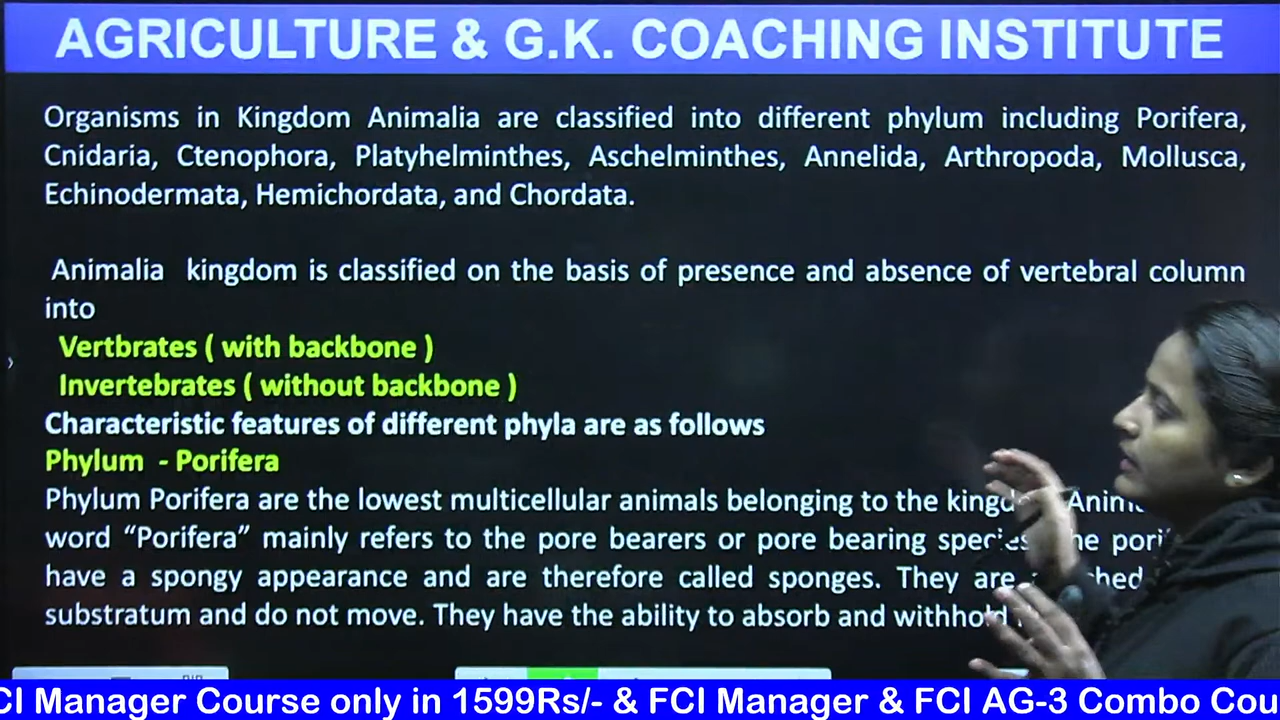 AGRICULTURE & G.K. COACHING INSTITUTE
Organisms in Kingdom Animalia are classified into different phylum including Porifera,
Cnidaria, Ctenophora, Platyhelminthes, Aschelminthes, Annelida, Arthropoda, Mollusca,
Echinodermata, Hemichordata, and Chordata.
Animalia kingdom is classified on the basis of presence and absence of vertebral column
into
Vertbrates ( with backbone )
Invertebrates ( without backbone )
Characteristic features of different phyla are as follows
Phylum - Porifera
Phylum Porifera are the lowest multicellular animals belonging to the
word “Porifera” mainly refers to the pore bearers or pore bearing species
have a spongy appearance and are therefore called sponges. They are
substratum and do not move. They have the ability to absorb and withhold
CI Manager Course only in 1599Rs/- & FCI Manager & FCI AG-3 Combo Cou